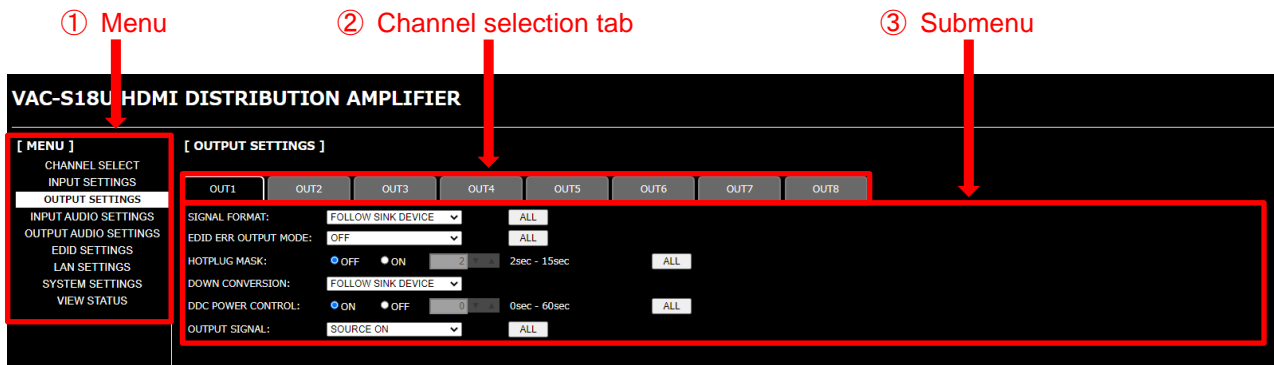 ① Menu ② Channel selection tab ③ Submenu
VAC-S18U HDMI DISTRIBUTION AMPLIFIER
[ MENU ]
CHANNEL SELECT
INPUT SETTINGS
OUTPUT SETTINGS
INPUT AUDIO SETTINGS
OUTPUT AUDIO SETTINGS
EDID SETTINGS
LAN SETTINGS
SYSTEM SETTINGS
VIEW STATUS
[ OUTPUT SETTINGS ]
OUT1 OUT2 OUT3 OUT4 OUT5 OUT6 OUT7 OUT8
SIGNAL FORMAT: FOLLOW SINK DEVICE ALL
EDID ERR OUTPUT MODE: OFF ALL
HOTPLUG MASK: OFF ON 2 2sec - 15sec ALL
DOWN CONVERSION: FOLLOW SINK DEVICE
DDC POWER CONTROL: ON OFF 0 0sec - 60sec ALL
OUTPUT SIGNAL: SOURCE ON ALL